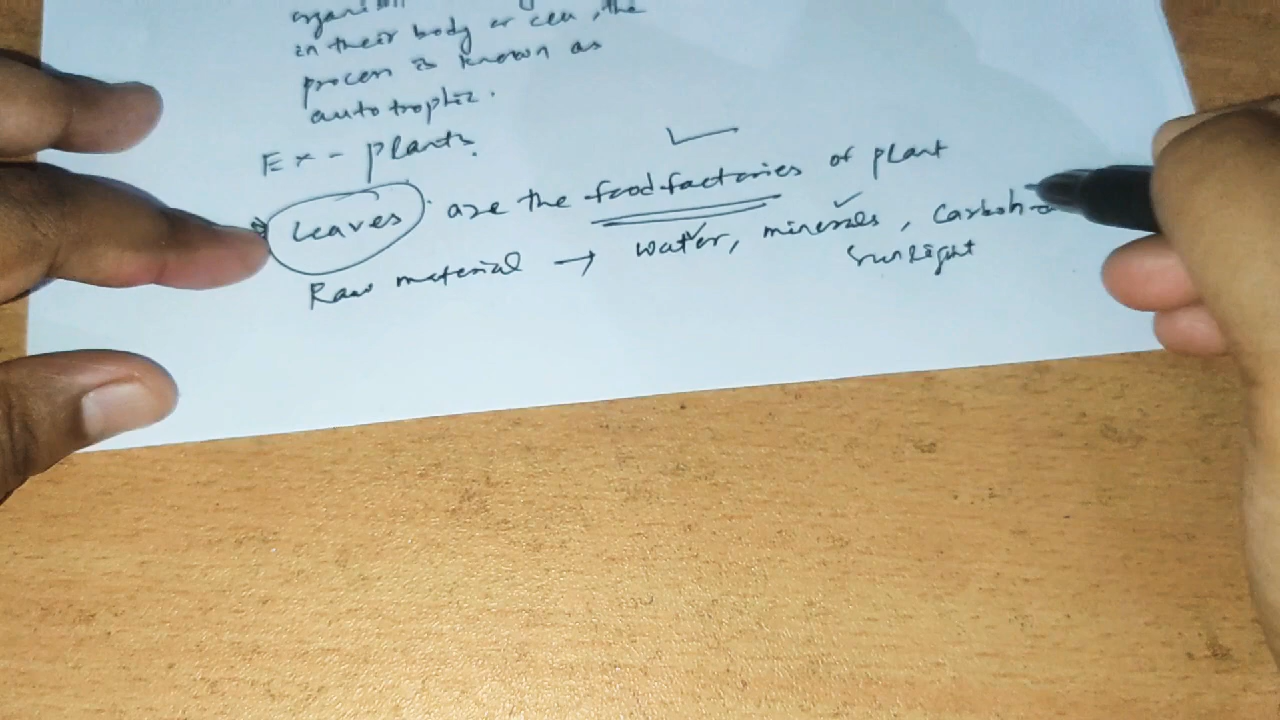 in their body or cell, the
process is known as
autotrophic.
Ex - plants.
Leaves are the food factories of plant
Raw material → water, minerals,
sunlight